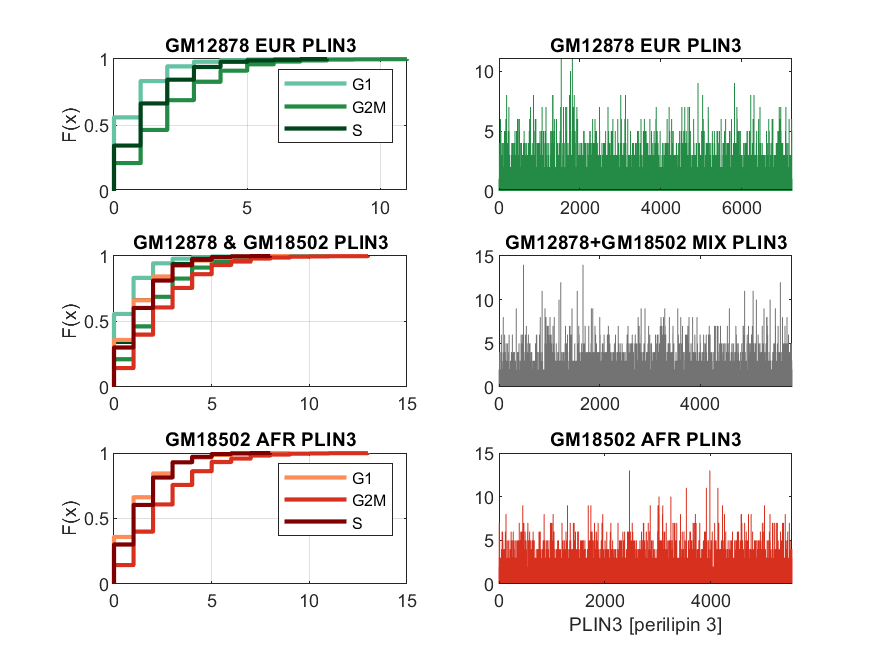 GM12878 EUR PLIN3
F(x)
1
0.5
0
0 5 10
G1
G2M
S
GM12878 EUR PLIN3
10
5
0
0 2000 4000 6000
GM12878 & GM18502 PLIN3
F(x)
1
0.5
0
0 5 10 15
GM12878+GM18502 MIX PLIN3
15
10
5
0
0 2000 4000
GM18502 AFR PLIN3
F(x)
1
0.5
0
0 5 10 15
G1
G2M
S
GM18502 AFR PLIN3
15
10
5
0
0 2000 4000
PLIN3 [perilipin 3]